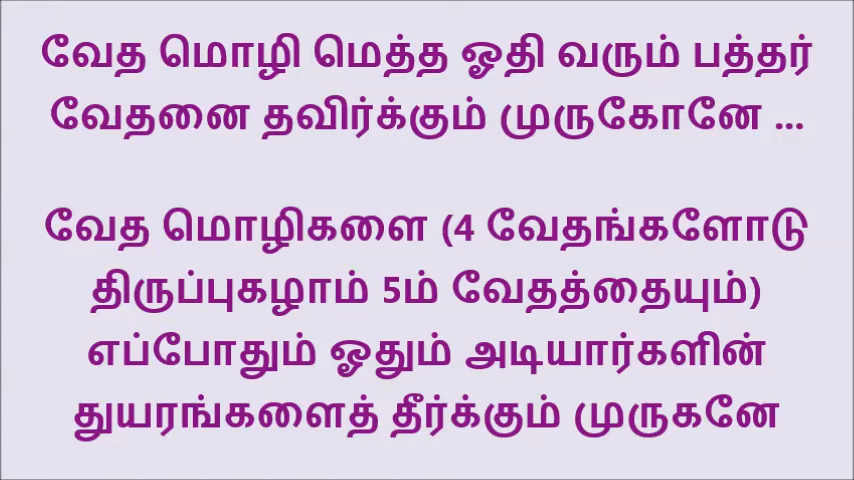 வேத மொழி மெத்த ஓதி வரும் பத்தர்
வேதனை தவிர்க்கும் முருகோனே ...
வேத மொழிகளை (4 வேதங்களோடு
திருப்புகழாம் 5ம் வேதத்தையும்)
எப்போதும் ஓதும் அடியார்களின்
துயரங்களைத் தீர்க்கும் முருகனே